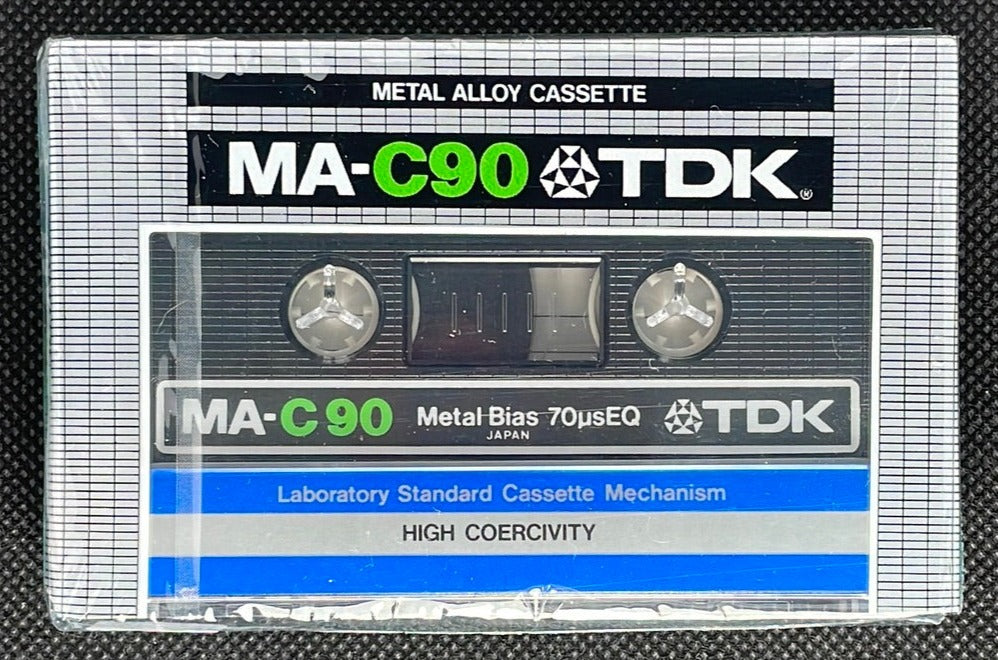 METAL ALLOY CASSETTE
MA-C90 TDK®
MA-C90 Metal Bias 70μsEQ TDK
JAPAN
Laboratory Standard Cassette Mechanism
HIGH COERCIVITY